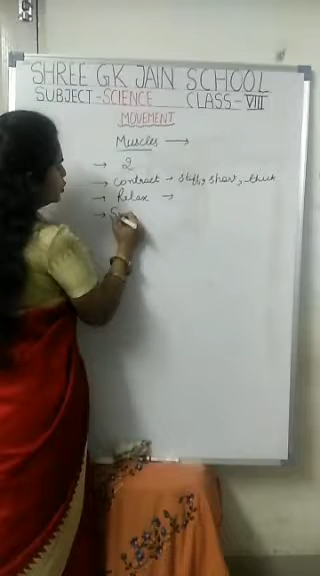 SHREE GK JAIN SCHOOL
SUBJECT-SCIENCE CLASS-VIII
MOVEMENT
Muscles →
→ 2
→ Contract → stiff, short, thick
→ Relax →
→ S